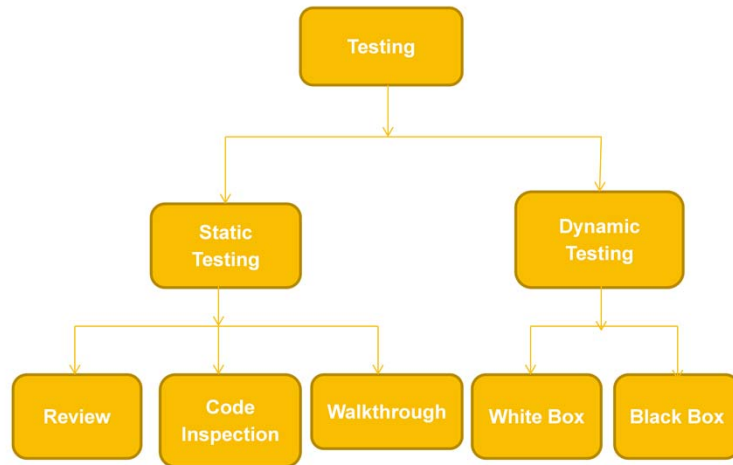 Testing
Static
Testing
Dynamic
Testing
Review
Code
Inspection
Walkthrough
White Box
Black Box